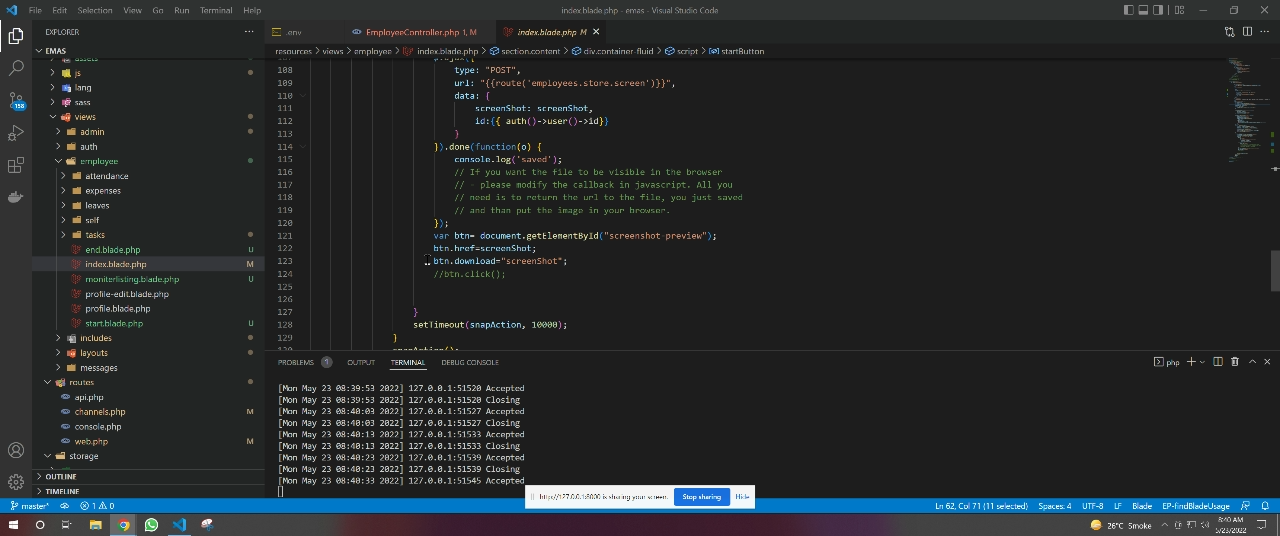 File Edit Selection View Go Run Terminal Help
index.blade.php - emas - Visual Studio Code
EXPLORER
.env
EmployeeController.php 1, M
index.blade.php M
resources > views > employee > index.blade.php > section.content > div.container-fluid > script > startButton
EMAS
assets
js
lang
sass
views
admin
auth
employee
attendance
expenses
leaves
self
tasks
end.blade.php U
index.blade.php M
moniterlisting.blade.php U
profile-edit.blade.php
profile.blade.php
start.blade.php U
includes
layouts
messages
routes
api.php
channels.php M
console.php
web.php M
storage
OUTLINE
TIMELINE
108 type: "POST",
109 url: "{{route('employees.store.screen')}}",
110 data: {
111 screenShot: screenShot,
112 id:{{ auth()->user()->id}}
113 }
114 }).done(function(o) {
115 console.log('saved');
116 // If you want the file to be visible in the browser
117 // - please modify the callback in javascript. All you
118 // need is to return the url to the file, you just saved
119 // and than put the image in your browser.
120 });
121 var btn= document.getElementById("screenshot-preview");
122 btn.href=screenShot;
123 btn.download="screenShot";
124 //btn.click();
125
126
127 }
128 setTimeout(snapAction, 10000);
129 }
PROBLEMS 1 OUTPUT TERMINAL DEBUG CONSOLE
php
[Mon May 23 08:39:53 2022] 127.0.0.1:51520 Accepted
[Mon May 23 08:39:53 2022] 127.0.0.1:51520 Closing
[Mon May 23 08:40:03 2022] 127.0.0.1:51527 Accepted
[Mon May 23 08:40:03 2022] 127.0.0.1:51527 Closing
[Mon May 23 08:40:13 2022] 127.0.0.1:51533 Accepted
[Mon May 23 08:40:13 2022] 127.0.0.1:51533 Closing
[Mon May 23 08:40:23 2022] 127.0.0.1:51539 Accepted
[Mon May 23 08:40:23 2022] 127.0.0.1:51539 Closing
[Mon May 23 08:40:33 2022] 127.0.0.1:51545 Accepted
http://127.0.0.1:8000 is sharing your screen. Stop sharing Hide
158
master* 1 0
Ln 62, Col 71 (11 selected) Spaces: 4 UTF-8 LF Blade EP-findBladeUsage
26°C Smoke
8:40 AM
5/23/2022